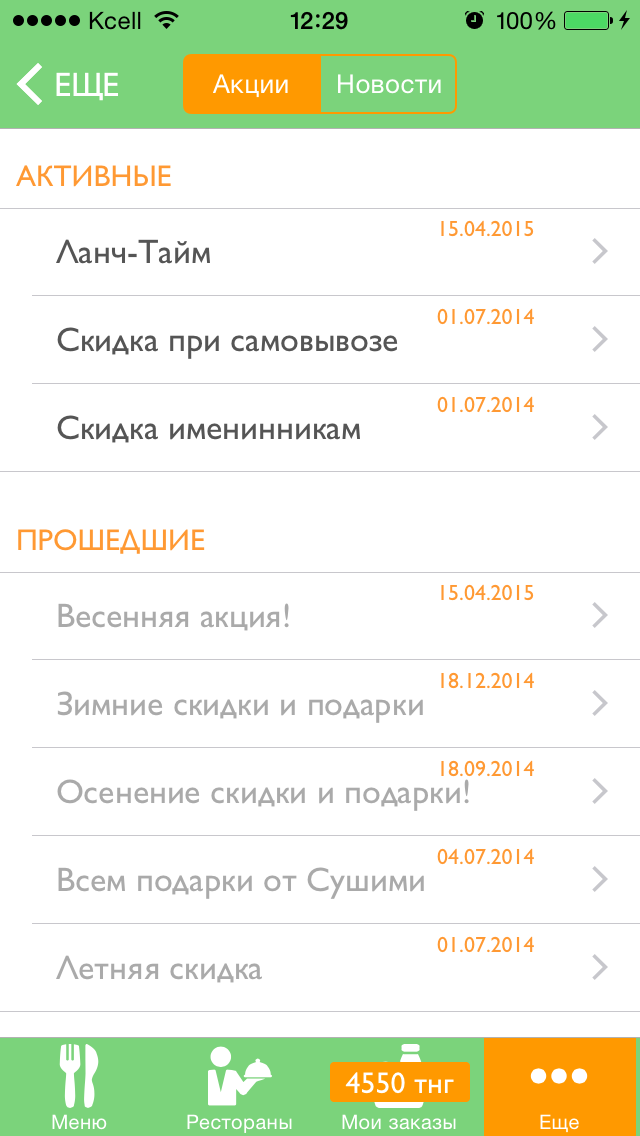 Kcell 12:29 100%
ЕЩЕ Акции Новости
АКТИВНЫЕ
15.04.2015
Ланч-Тайм
01.07.2014
Скидка при самовывозе
01.07.2014
Скидка именинникам
ПРОШЕДШИЕ
15.04.2015
Весенняя акция!
18.12.2014
Зимние скидки и подарки
18.09.2014
Осенение скидки и подарки!
04.07.2014
Всем подарки от Сушими
01.07.2014
Летняя скидка
4550 тнг
Меню Рестораны Мои заказы Еще